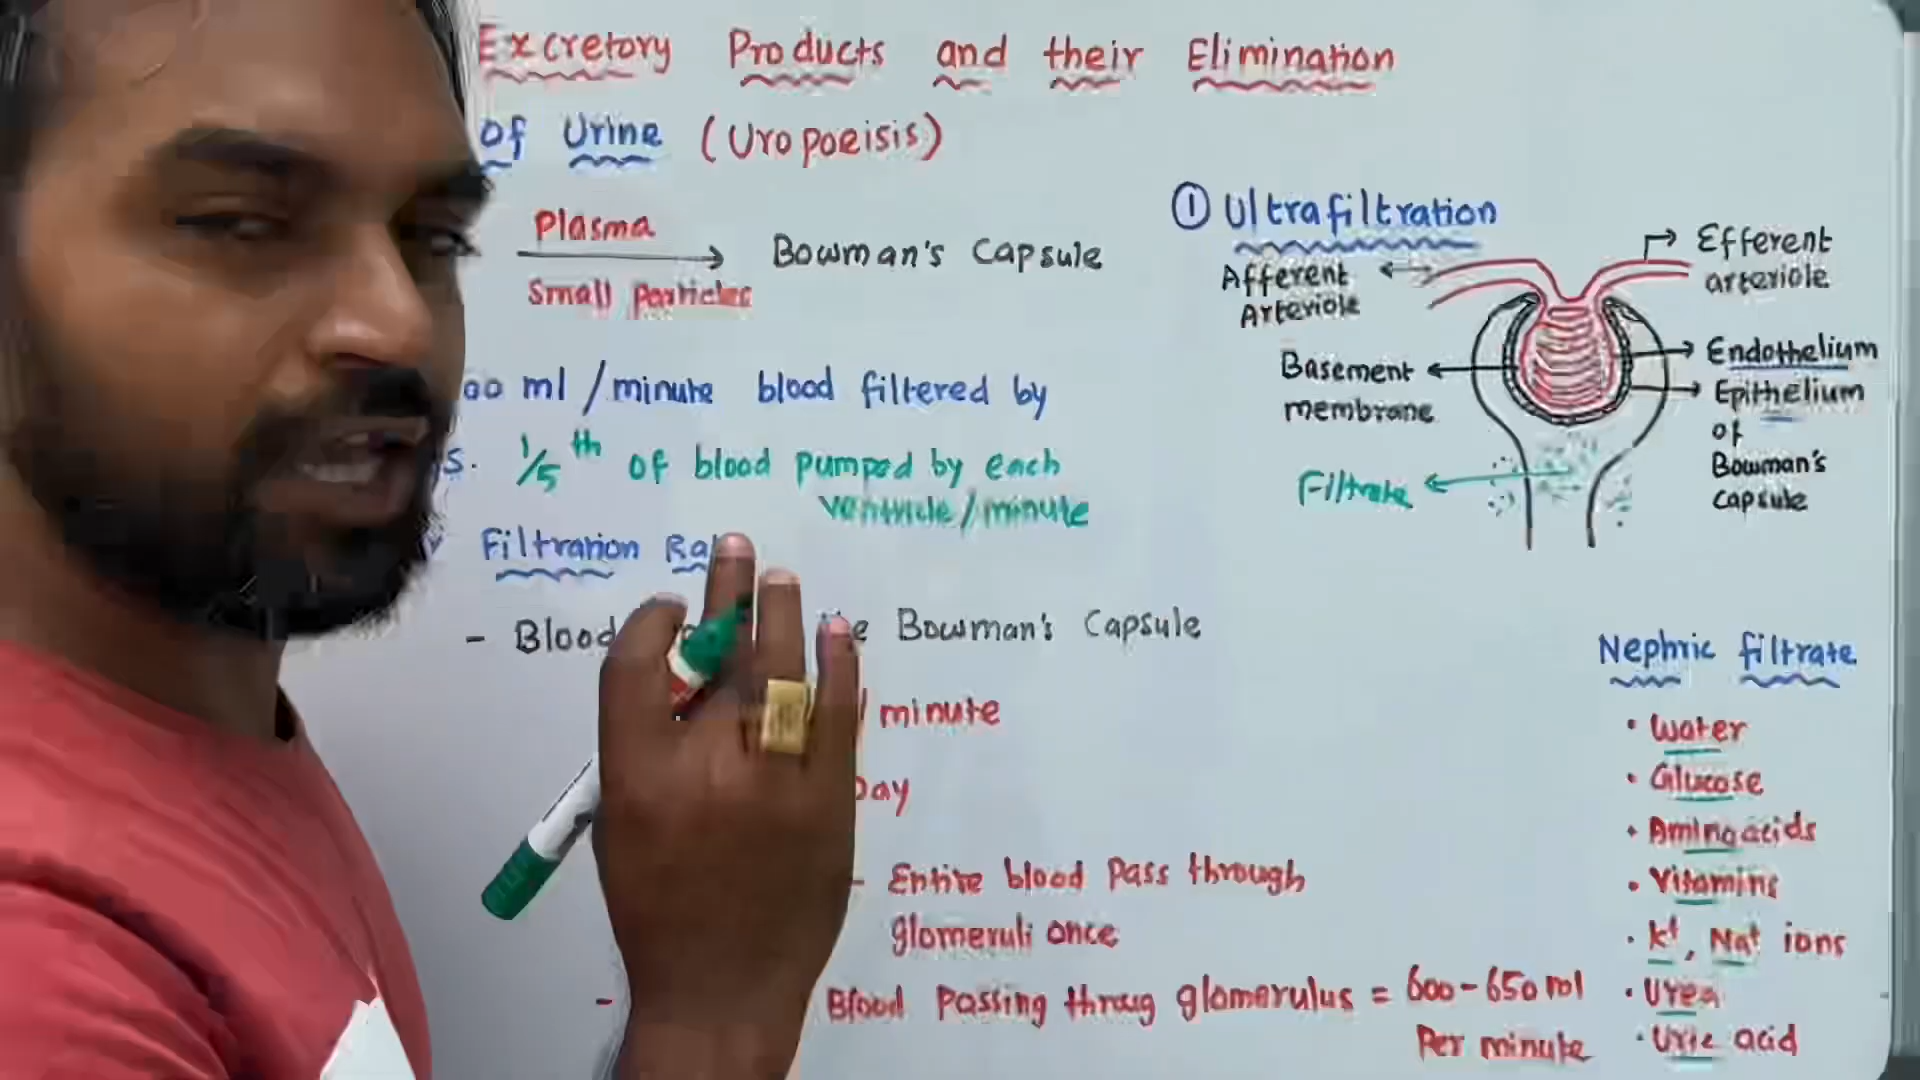 Excretory Products and their Elimination
Of Urine (Uropoeisis)
Plasma
Bowman's Capsule
Small Particles
00 ml /minute blood filtered by
s. 1/5th of blood pumped by each
ventricle/minute
Filtration
- Blood
Bowman's Capsule
minute
Day
- Entire blood Pass through
glomeruli once
- Blood Passing throug glomerulus = 600-650 ml
Per minute
① Ultrafiltration
Afferent
Arteriole
Efferent
arteriole
Basement
membrane
Endothelium
Epithelium
of
Bowman's
capsule
Filtrate
Nephric filtrate
• Water
• Glucose
• Aminoacids
• Vitamins
• K+, Na+ ions
• Urea
• Uric acid